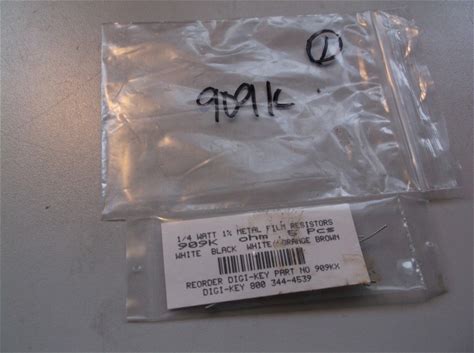 1
909K
1/4 WATT 1% METAL FILM RESISTORS
909K ohm 5 Pcs
WHITE BLACK WHITE ORANGE BROWN
REORDER DIGI-KEY PART NO 909KX
DIGI-KEY 800 344-4539